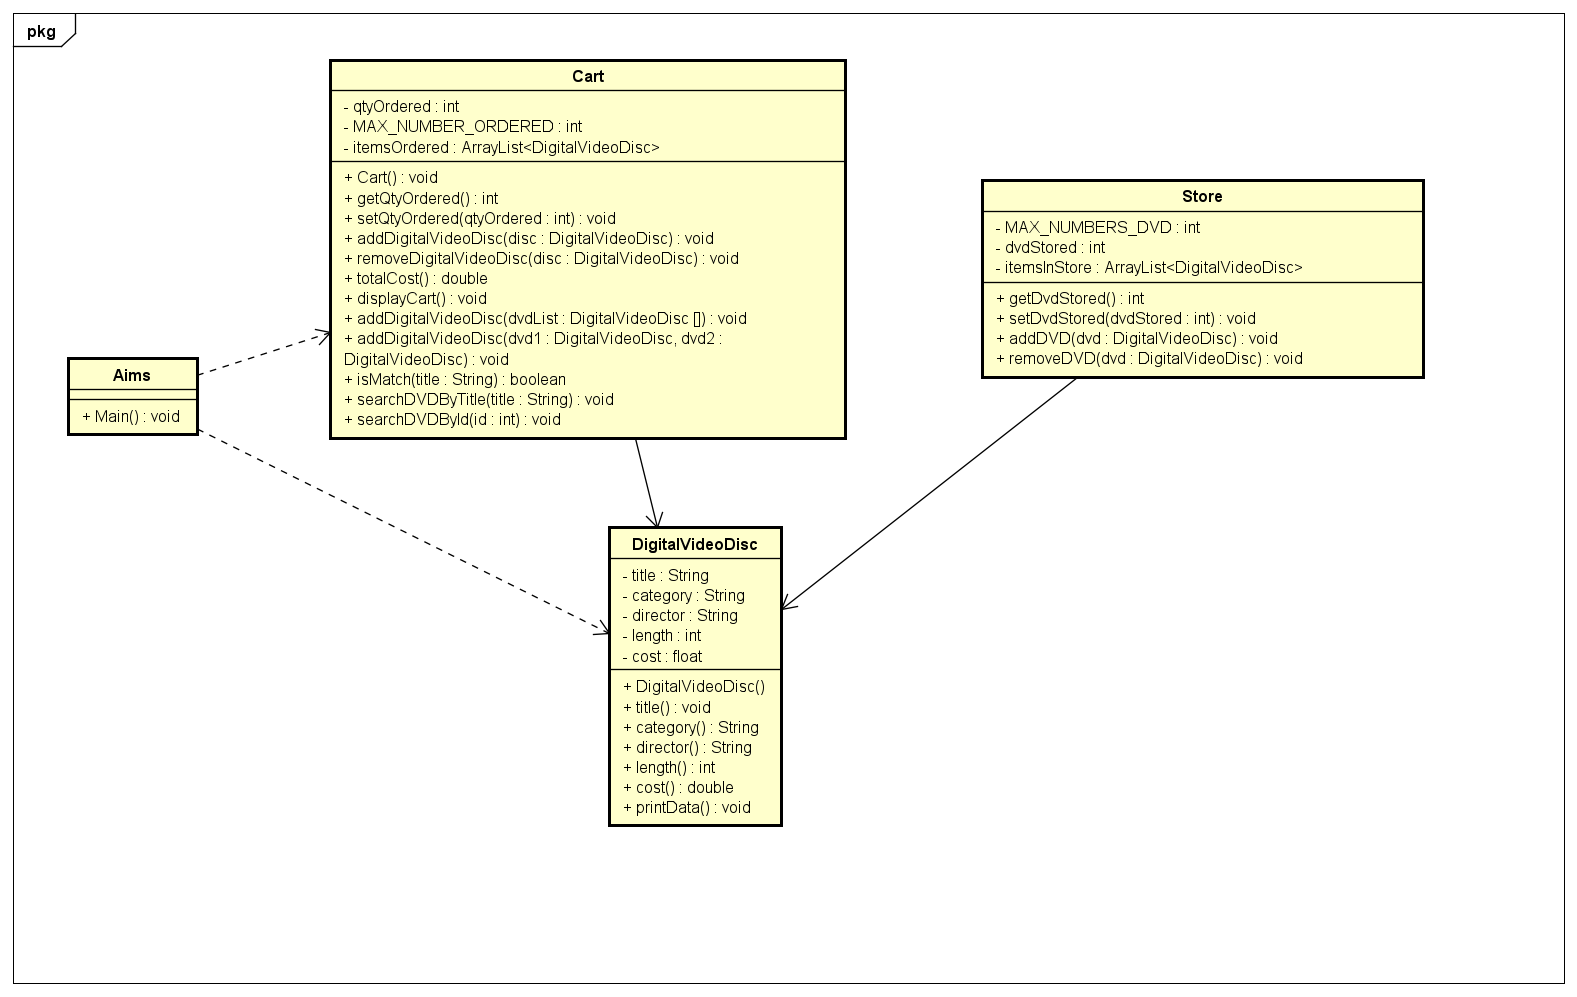 pkg
Cart
- qtyOrdered : int
- MAX_NUMBER_ORDERED : int
- itemsOrdered : ArrayList<DigitalVideoDisc>
+ Cart() : void
+ getQtyOrdered() : int
+ setQtyOrdered(qtyOrdered : int) : void
+ addDigitalVideoDisc(disc : DigitalVideoDisc) : void
+ removeDigitalVideoDisc(disc : DigitalVideoDisc) : void
+ totalCost() : double
+ displayCart() : void
+ addDigitalVideoDisc(dvdList : DigitalVideoDisc []) : void
+ addDigitalVideoDisc(dvd1 : DigitalVideoDisc, dvd2 :
DigitalVideoDisc) : void
+ isMatch(title : String) : boolean
+ searchDVDByTitle(title : String) : void
+ searchDVDById(id : int) : void
Store
- MAX_NUMBERS_DVD : int
- dvdStored : int
- itemsInStore : ArrayList<DigitalVideoDisc>
+ getDvdStored() : int
+ setDvdStored(dvdStored : int) : void
+ addDVD(dvd : DigitalVideoDisc) : void
+ removeDVD(dvd : DigitalVideoDisc) : void
Aims
+ Main() : void
DigitalVideoDisc
- title : String
- category : String
- director : String
- length : int
- cost : float
+ DigitalVideoDisc()
+ title() : void
+ category() : String
+ director() : String
+ length() : int
+ cost() : double
+ printData() : void